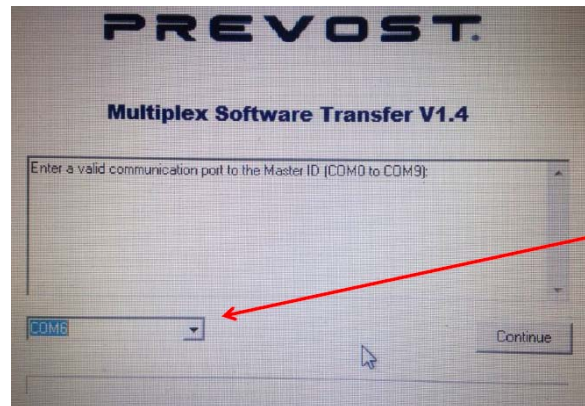 PREVOST.
Multiplex Software Transfer V1.4
Enter a valid communication port to the Master ID (COM0 to COM9):
COM6
Continue